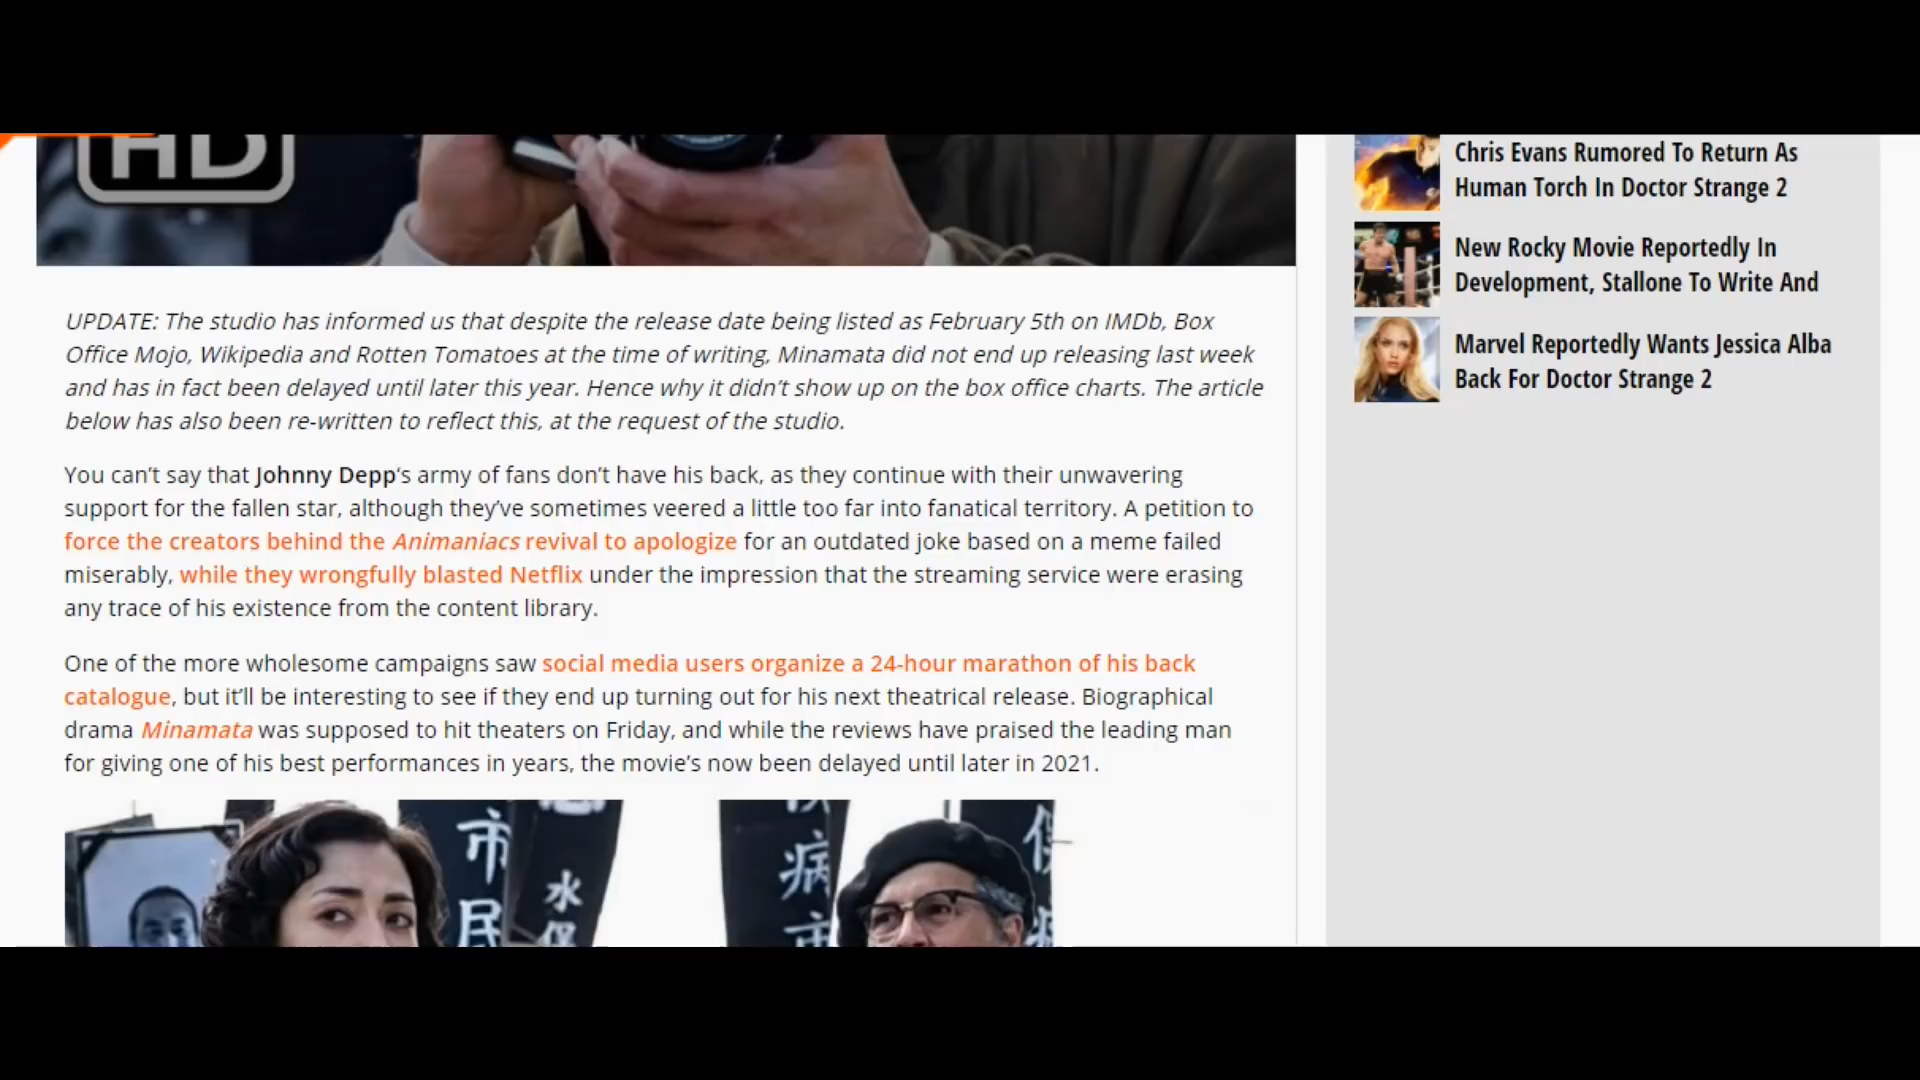 HD
UPDATE: The studio has informed us that despite the release date being listed as February 5th on IMDb, Box
Office Mojo, Wikipedia and Rotten Tomatoes at the time of writing, Minamata did not end up releasing last week
and has in fact been delayed until later this year. Hence why it didn’t show up on the box office charts. The article
below has also been re-written to reflect this, at the request of the studio.
You can’t say that Johnny Depp‘s army of fans don’t have his back, as they continue with their unwavering
support for the fallen star, although they’ve sometimes veered a little too far into fanatical territory. A petition to
force the creators behind the Animaniacs revival to apologize for an outdated joke based on a meme failed
miserably, while they wrongfully blasted Netflix under the impression that the streaming service were erasing
any trace of his existence from the content library.
One of the more wholesome campaigns saw social media users organize a 24-hour marathon of his back
catalogue, but it’ll be interesting to see if they end up turning out for his next theatrical release. Biographical
drama Minamata was supposed to hit theaters on Friday, and while the reviews have praised the leading man
for giving one of his best performances in years, the movie’s now been delayed until later in 2021.
市民
水俣
病市
Chris Evans Rumored To Return As
Human Torch In Doctor Strange 2
New Rocky Movie Reportedly In
Development, Stallone To Write And
Marvel Reportedly Wants Jessica Alba
Back For Doctor Strange 2